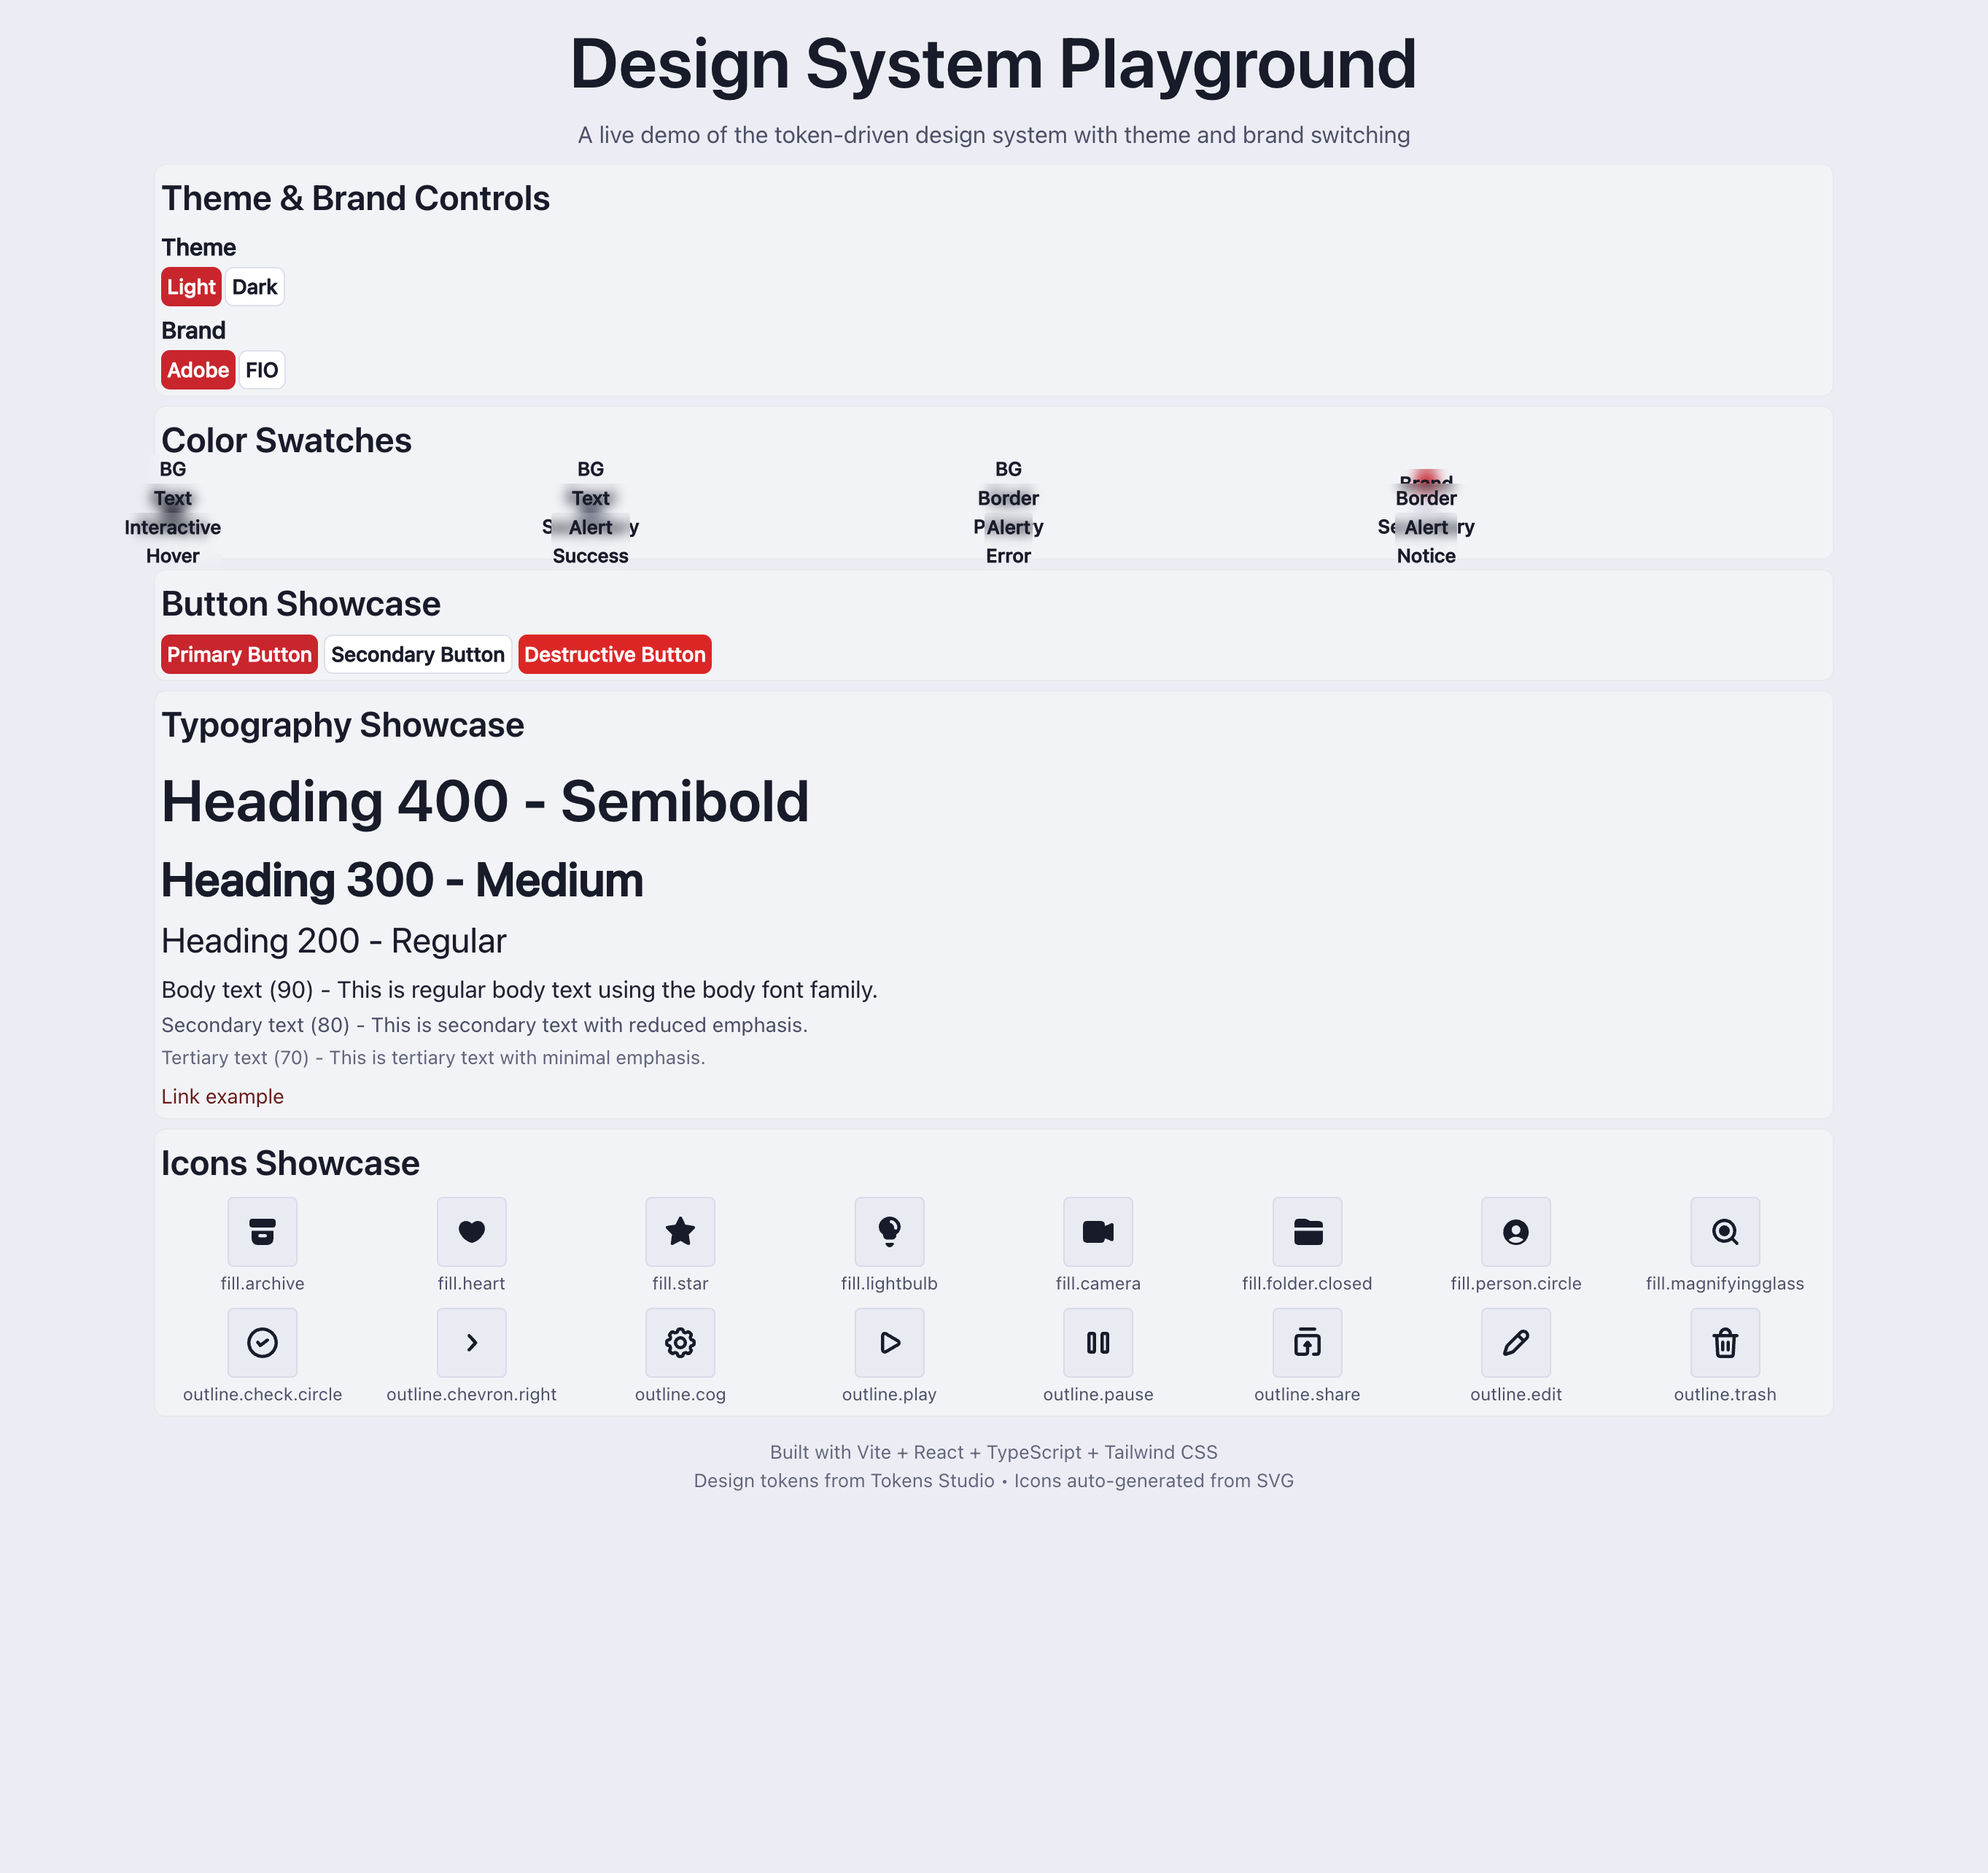 Design System Playground
A live demo of the token-driven design system with theme and brand switching
Theme & Brand Controls
Theme
Light Dark
Brand
Adobe FIO
Color Swatches
BG BG BG Brand
Text Text Border Border
Interactive Alert Alert Alert
Hover Success Error Notice
Button Showcase
Primary Button Secondary Button Destructive Button
Typography Showcase
Heading 400 - Semibold
Heading 300 - Medium
Heading 200 - Regular
Body text (90) - This is regular body text using the body font family.
Secondary text (80) - This is secondary text with reduced emphasis.
Tertiary text (70) - This is tertiary text with minimal emphasis.
Link example
Icons Showcase
fill.archive fill.heart fill.star fill.lightbulb fill.camera fill.folder.closed fill.person.circle fill.magnifyingglass
outline.check.circle outline.chevron.right outline.cog outline.play outline.pause outline.share outline.edit outline.trash
Built with Vite + React + TypeScript + Tailwind CSS
Design tokens from Tokens Studio • Icons auto-generated from SVG